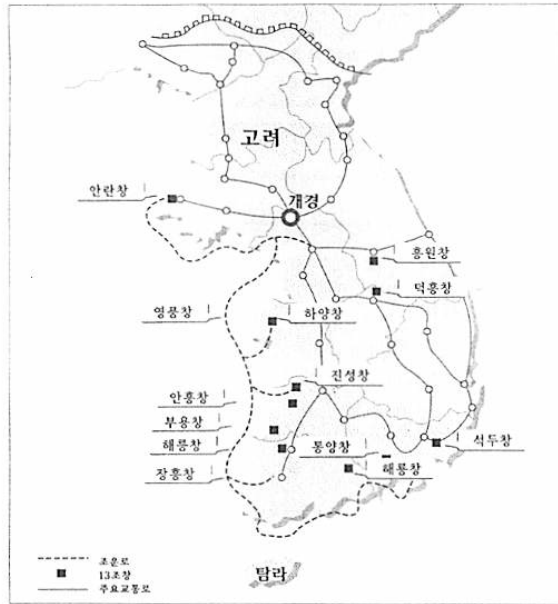 고려
안란창
개경
흥원창
덕흥창
영풍창
하양창
진성창
안흥창
부용창
해릉창
통양창
석두창
장흥창
해룡창
조운로
13조창
주요교통로
탐라